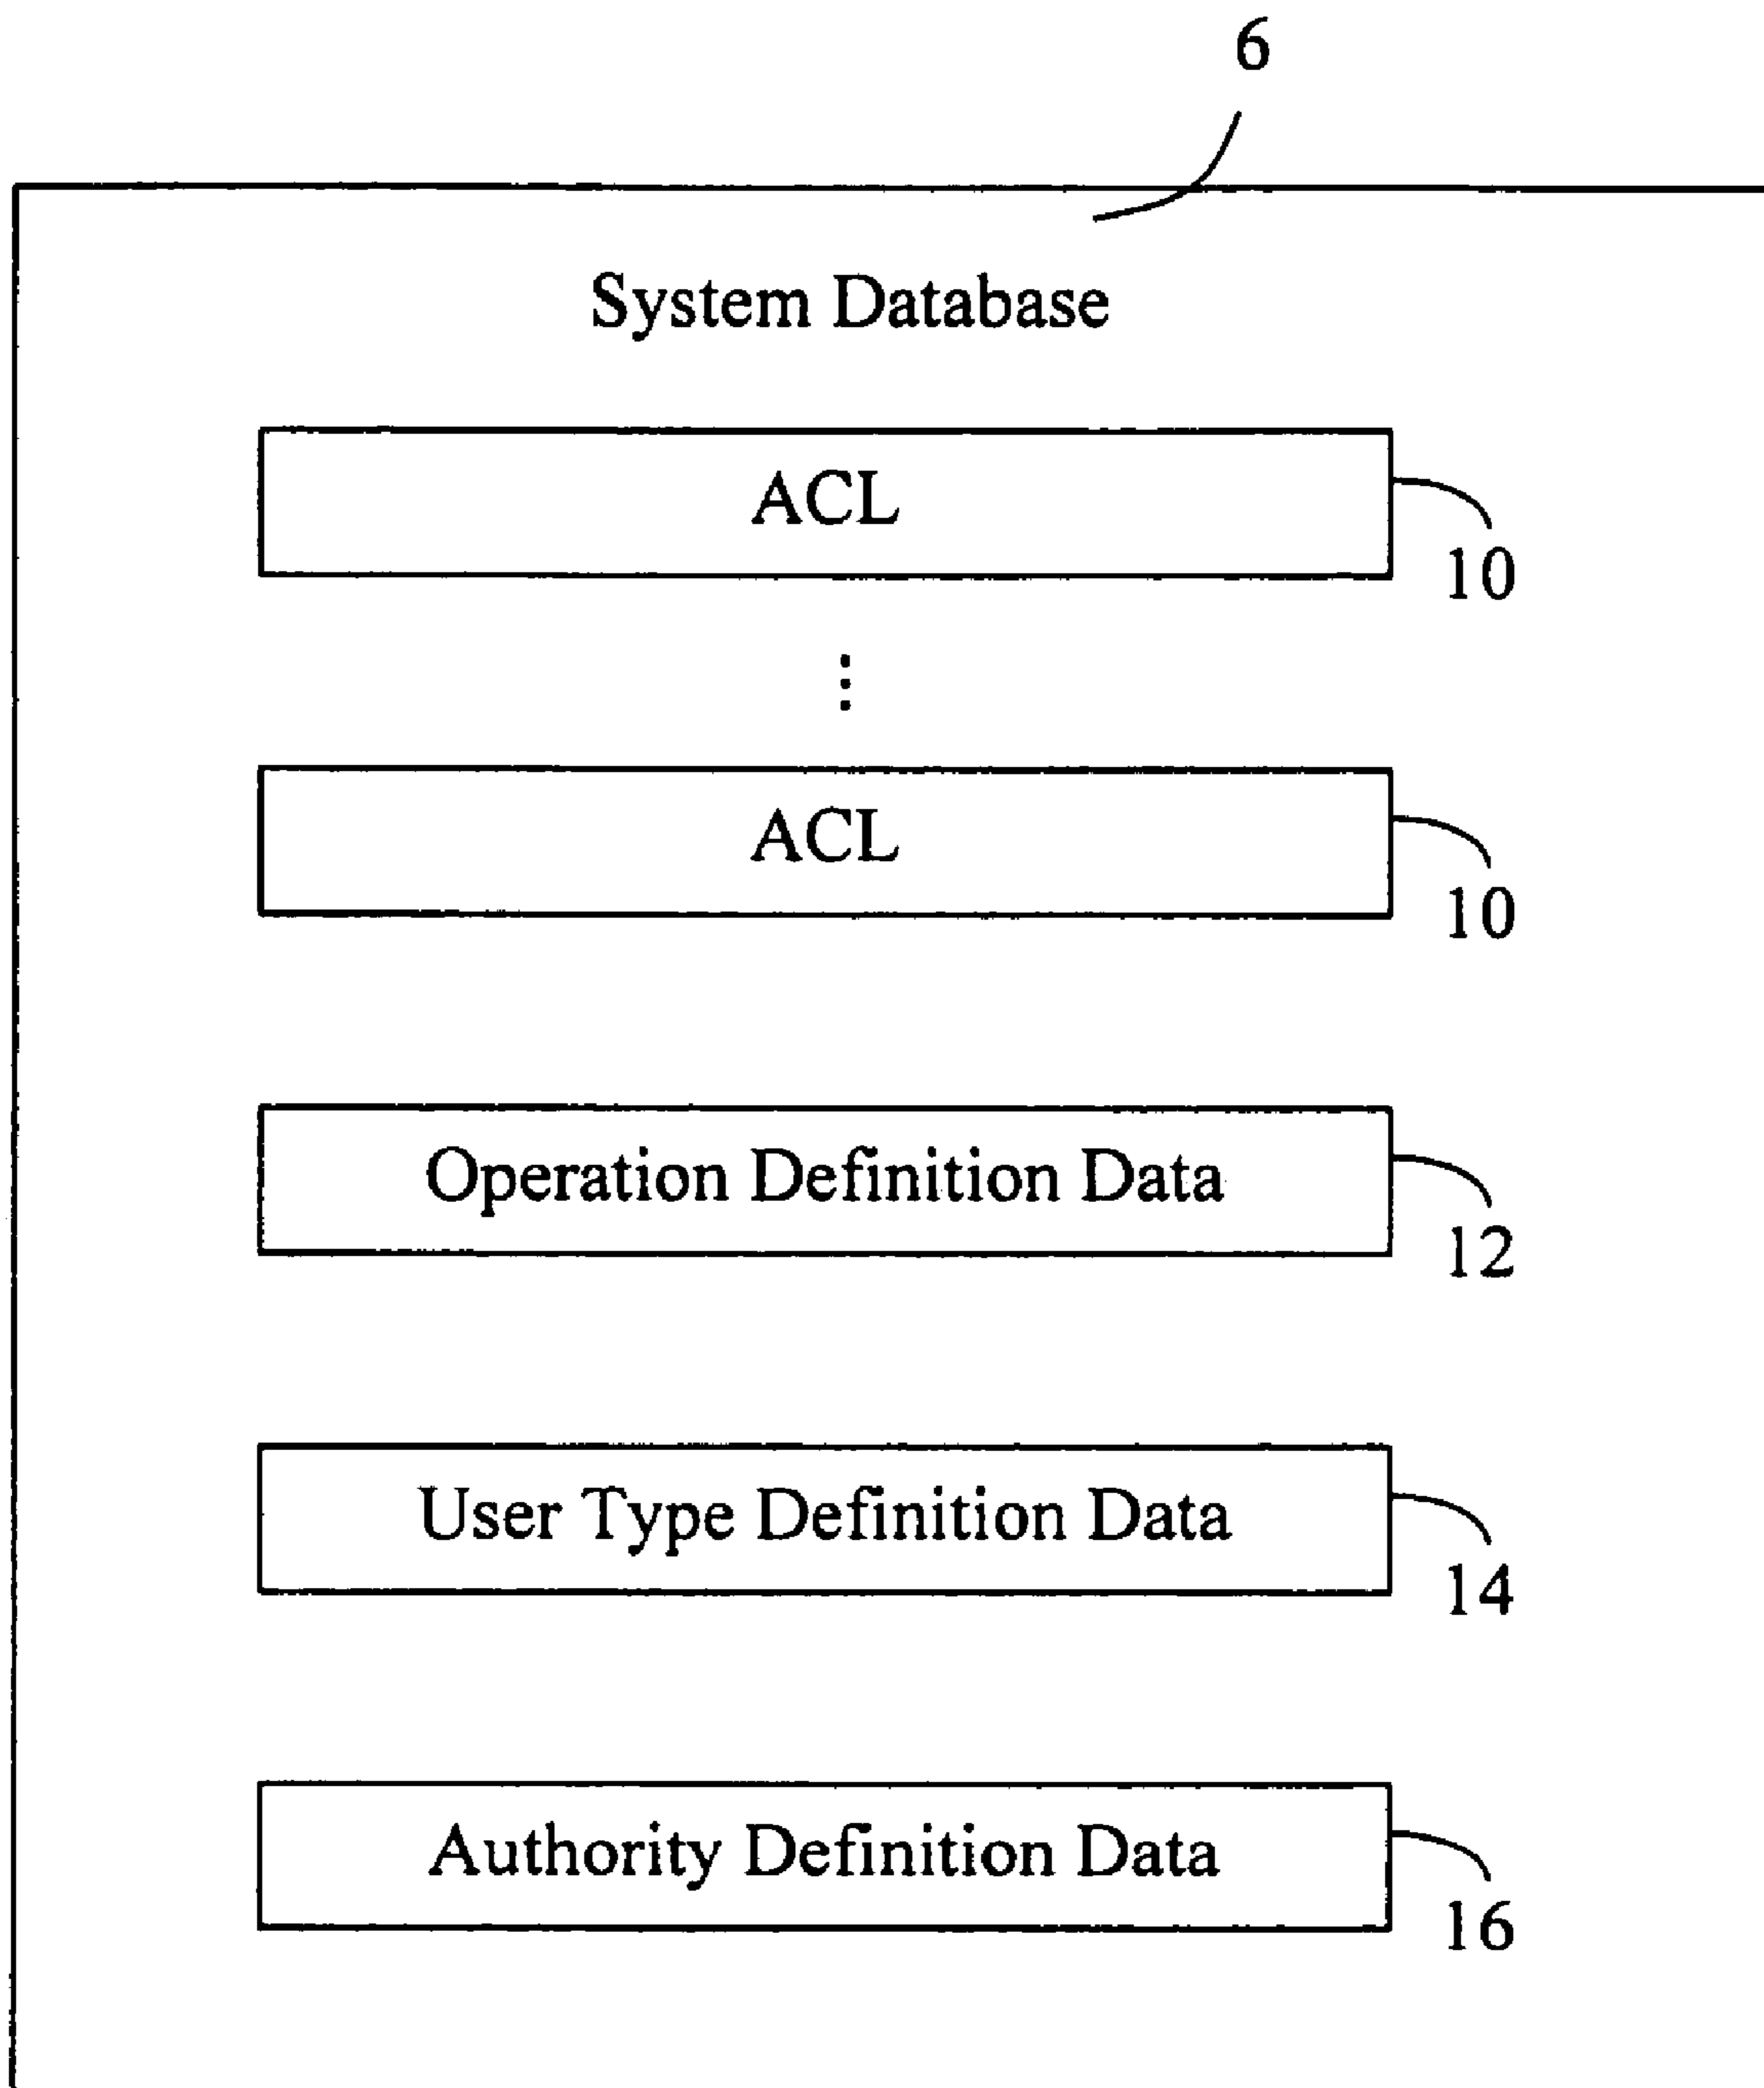 6
System Database
ACL
10
⋮
ACL
10
Operation Definition Data
12
User Type Definition Data
14
Authority Definition Data
16